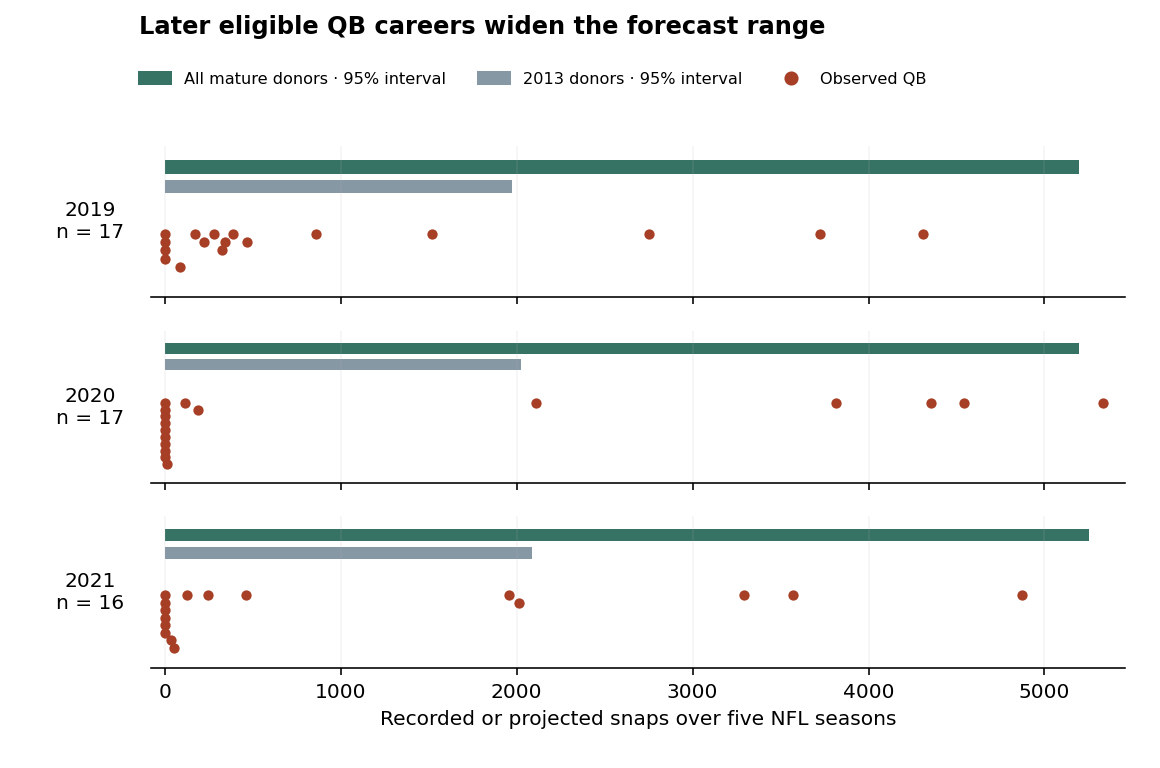 Later eligible QB careers widen the forecast range
All mature donors · 95% interval
2013 donors · 95% interval
Observed QB
2019
n = 17
2020
n = 17
2021
n = 16
0
1000
2000
3000
4000
5000
Recorded or projected snaps over five NFL seasons